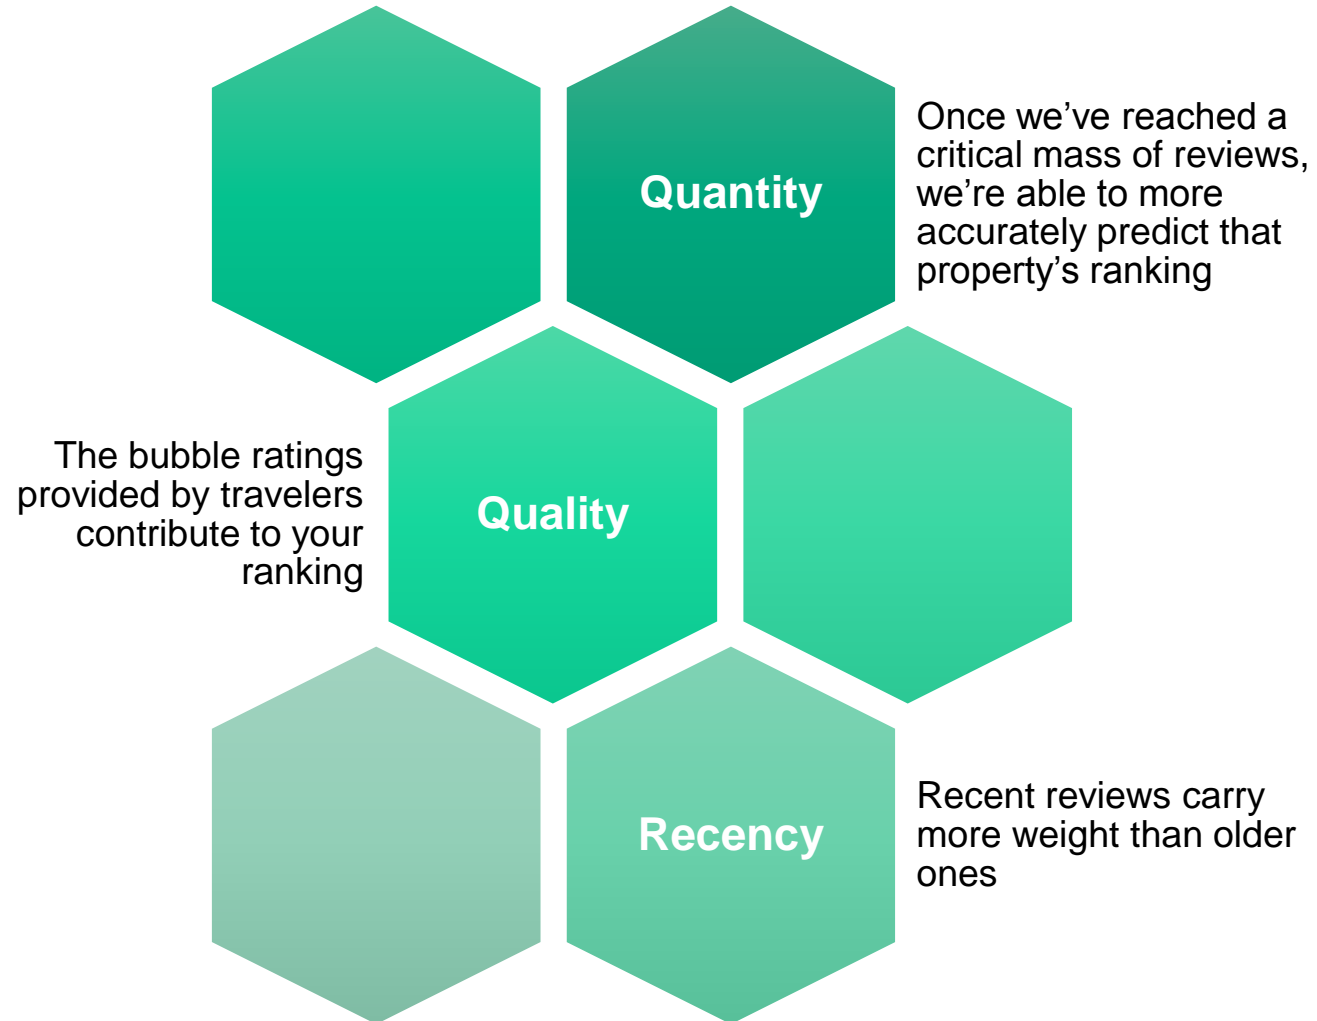 Quantity
Once we’ve reached a
critical mass of reviews,
we’re able to more
accurately predict that
property’s ranking
The bubble ratings
provided by travelers
contribute to your
ranking
Quality
Recency
Recent reviews carry
more weight than older
ones